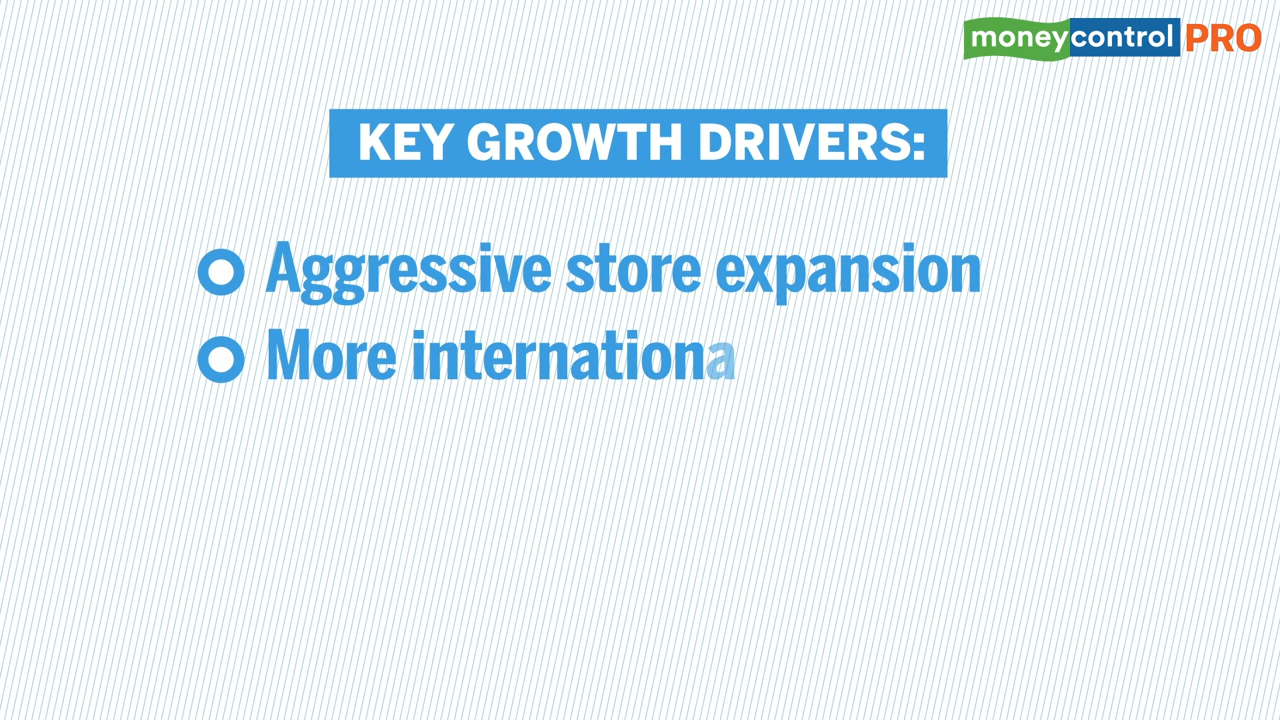 moneycontrol PRO
KEY GROWTH DRIVERS:
Aggressive store expansion
More internationa